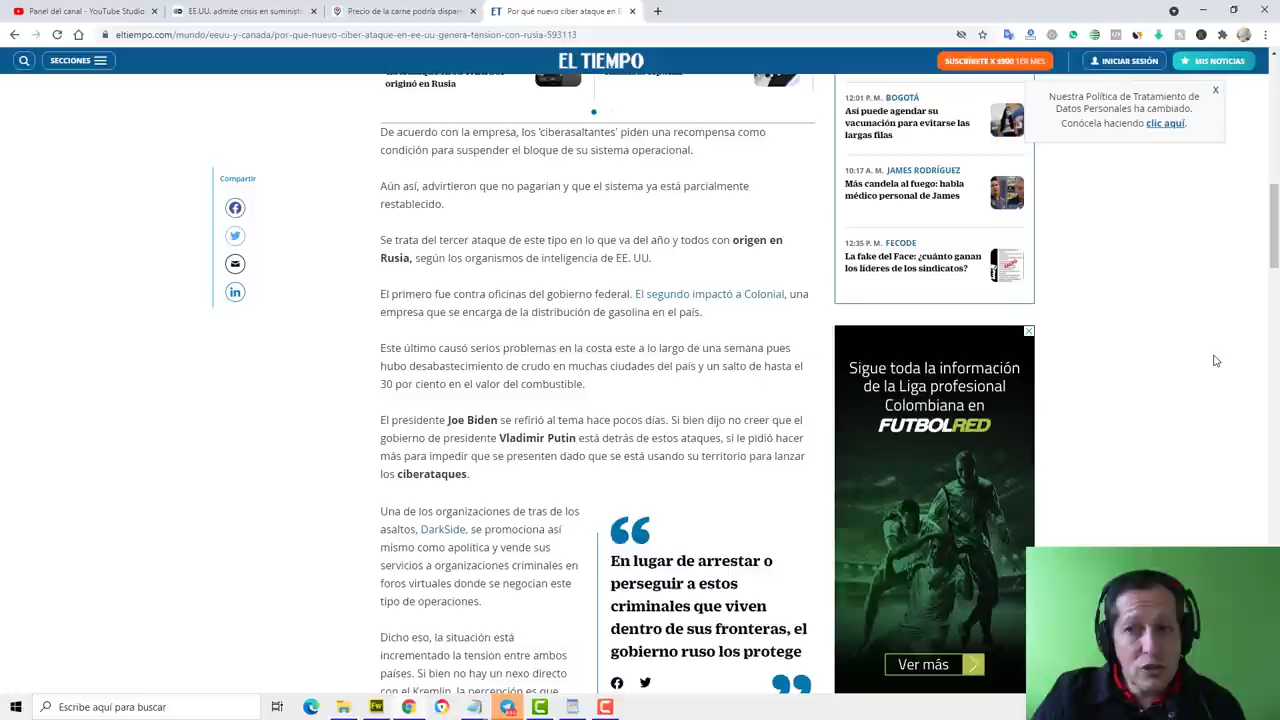 Panel del canal - YouTube Studio
EE.UU. admite crisis en suministr
Precio de la carne podría dispar
ET Por qué nuevo ciber ataque en E
eltiempo.com/mundo/eeuu-y-canada/por-que-nuevo-ciber-ataque-en-ee-uu-genera-tension-con-rusia-593113
SECCIONES
EL TIEMPO
SUSCRÍBETE X $900 1ER MES
INICIAR SESIÓN
MIS NOTICIAS
originó en Rusia
De acuerdo con la empresa, los 'ciberasaltantes' piden una recompensa como
condición para suspender el bloque de su sistema operacional.
Aún así, advirtieron que no pagarían y que el sistema ya está parcialmente
restablecido.
Se trata del tercer ataque de este tipo en lo que va del año y todos con origen en
Rusia, según los organismos de inteligencia de EE. UU.
El primero fue contra oficinas del gobierno federal. El segundo impactó a Colonial, una
empresa que se encarga de la distribución de gasolina en el país.
Este último causó serios problemas en la costa este a lo largo de una semana pues
hubo desabastecimiento de crudo en muchas ciudades del país y un salto de hasta el
30 por ciento en el valor del combustible.
El presidente Joe Biden se refirió al tema hace pocos días. Si bien dijo no creer que el
gobierno de presidente Vladimir Putin está detrás de estos ataques, si le pidió hacer
más para impedir que se presenten dado que se está usando su territorio para lanzar
los ciberataques.
Una de los organizaciones de tras de los
asaltos, DarkSide, se promociona así
mismo como apolítica y vende sus
servicios a organizaciones criminales en
foros virtuales donde se negocian este
tipo de operaciones.
Dicho eso, la situación está
incrementado la tensión entre ambos
países. Si bien no hay un nexo directo
con el Kremlin, la percepción es que
En lugar de arrestar o
perseguir a estos
criminales que viven
dentro de sus fronteras, el
gobierno ruso los protege
Compartir
12:01 P. M. BOGOTÁ
Así puede agendar su
vacunación para evitarse las
largas filas
10:17 A. M. JAMES RODRÍGUEZ
Más candela al fuego: habla
médico personal de James
12:35 P. M. FECODE
La fake del Face: ¿cuánto ganan
los líderes de los sindicatos?
Nuestra Política de Tratamiento de
Datos Personales ha cambiado.
Conócela haciendo clic aquí.
X
Sigue toda la información
de la Liga profesional
Colombiana en
FUTBOLRED
Ver más
Escribe aquí para buscar